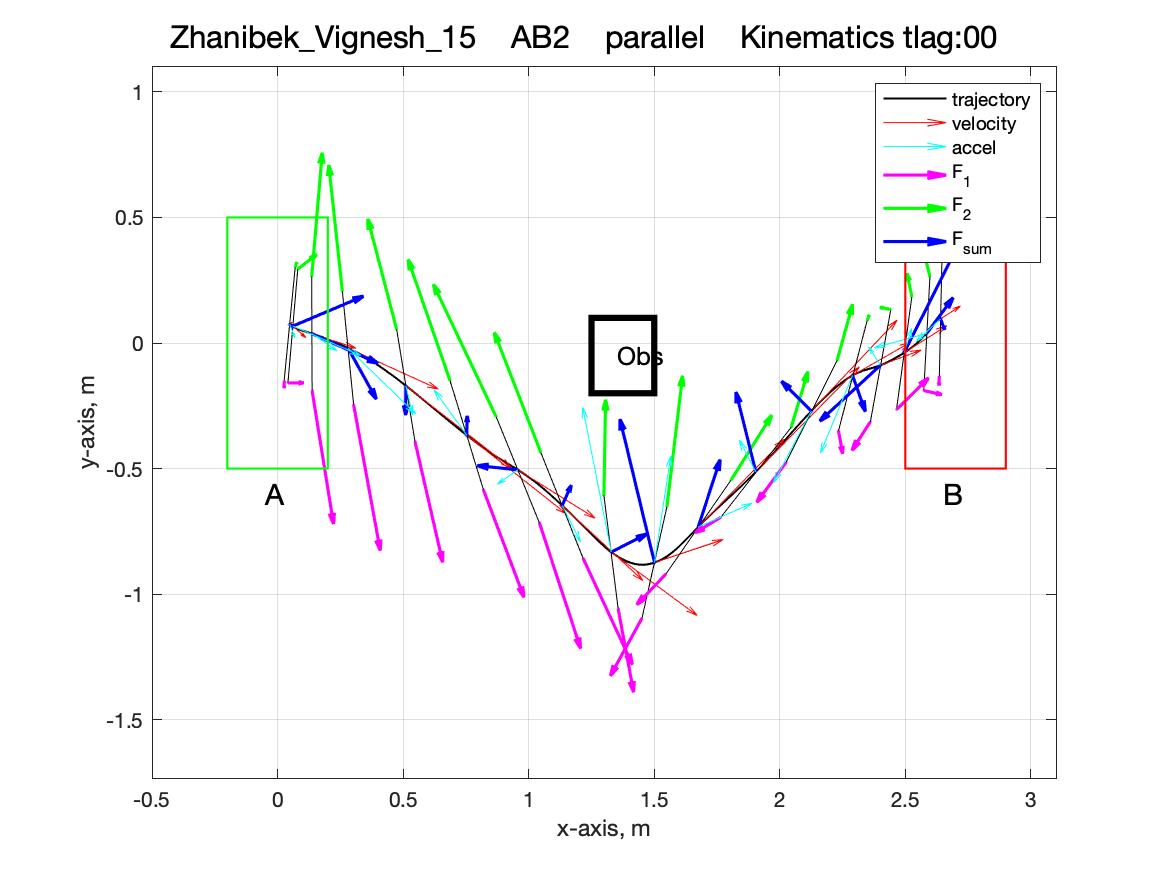 Zhanibek_Vignesh_15 AB2 parallel Kinematics tlag:00
trajectory
velocity
accel
F1
F2
Fsum
1
0.5
0
-0.5
-1
-1.5
y-axis, m
Obs
A
B
-0.5 0 0.5 1 1.5 2 2.5 3
x-axis, m